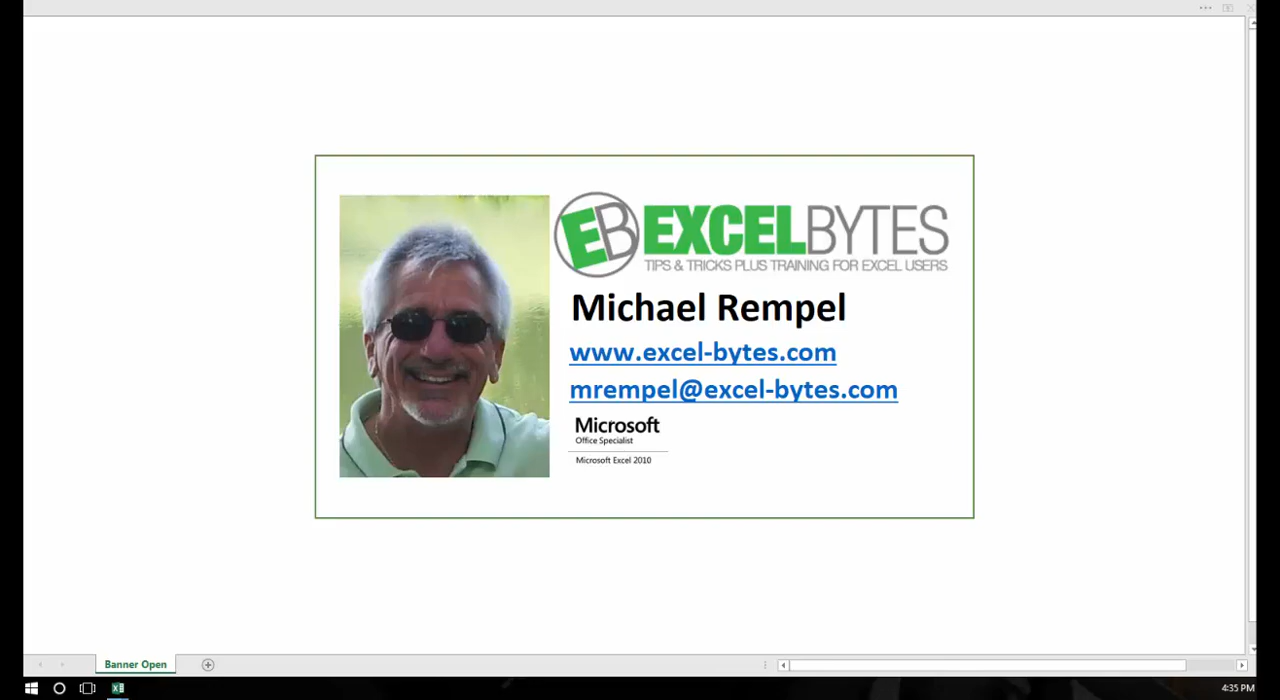 EB EXCELBYTES
TIPS & TRICKS PLUS TRAINING FOR EXCEL USERS
Michael Rempel
www.excel-bytes.com
mrempel@excel-bytes.com
Microsoft
Office Specialist
Microsoft Excel 2010
Banner Open
4:35 PM